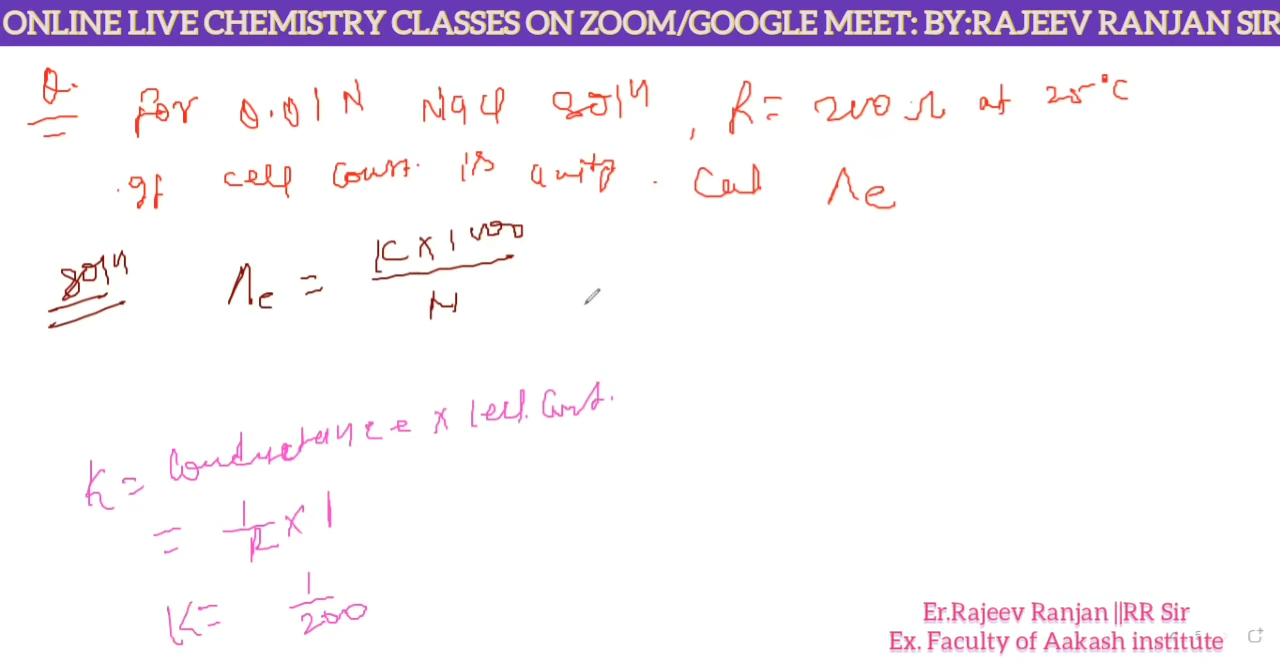 ONLINE LIVE CHEMISTRY CLASSES ON ZOOM/GOOGLE MEET: BY:RAJEEV RANJAN SIR
Q. For 0.01 N NaCl Soln, R = 200 Ω at 25°C
.If cell Const. is unity. Cal Λe
Soln Λe = K x 1000 / N
K = Conductance x Cell Const.
= 1/R x 1
K = 1/200
Er.Rajeev Ranjan ||RR Sir
Ex. Faculty of Aakash institute